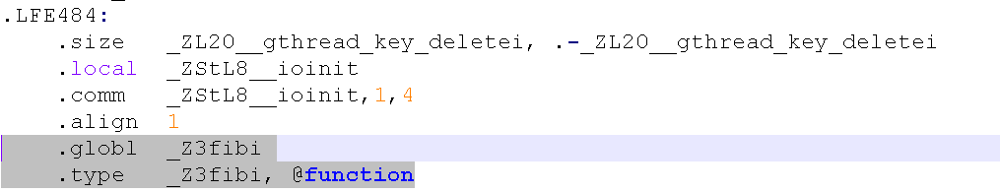 .LFE484:
.size _ZL20__gthread_key_deletei, .-_ZL20__gthread_key_deletei
.local _ZStL8__ioinit
.comm _ZStL8__ioinit,1,4
.align 1
.globl _Z3fibi
.type _Z3fibi, @function